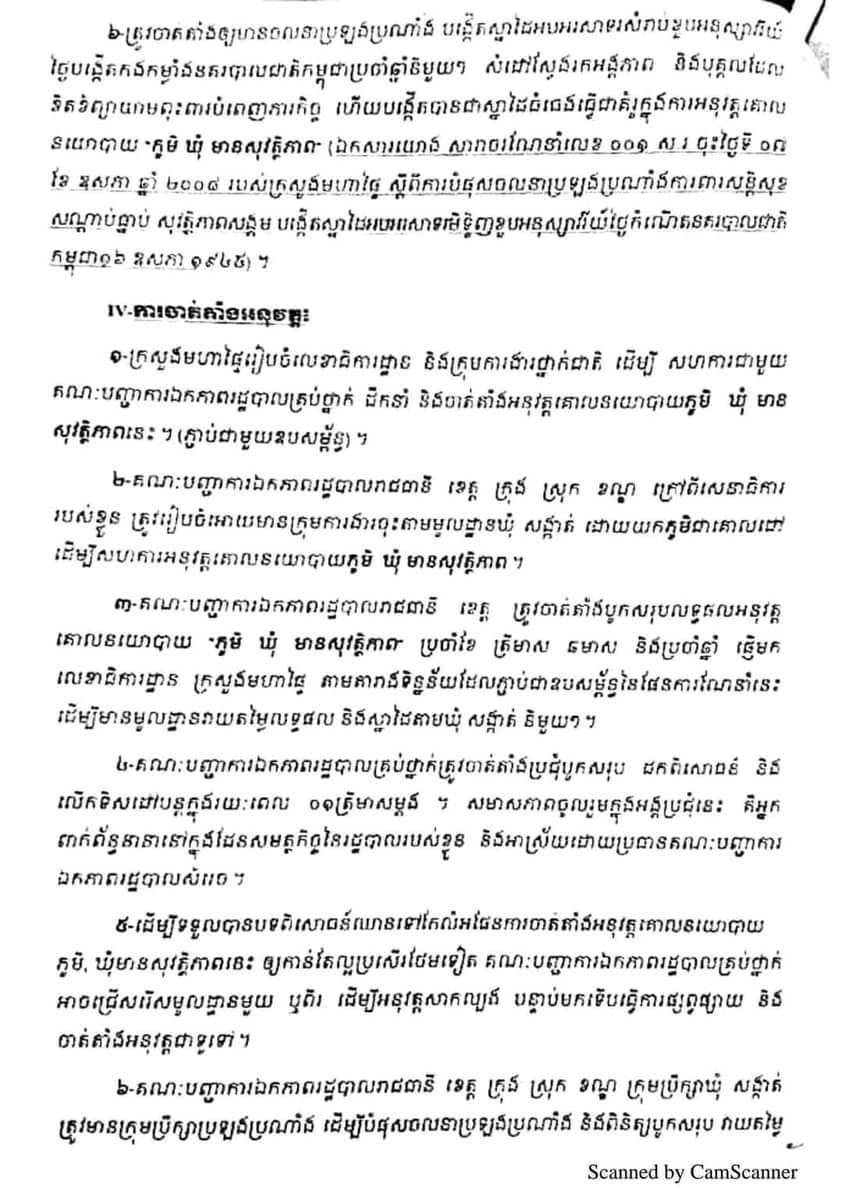 ៦-ត្រូវចាត់តាំងឲ្យមានចលនាប្រឡងប្រណាំង បង្កើតស្នាដៃអបអរសាទរសំរាប់ខួបអនុស្សាវរីយ៍
ថ្ងៃបង្កើតកងកម្លាំងនគរបាលជាតិកម្ពុជាប្រចាំឆ្នាំនិមួយៗ សំដៅស្វែងរកអង្គភាព និងបុគ្គលដែល
ខិតខំព្យាយាមពុះពារបំពេញភារកិច្ច ហើយបង្កើតបានជាស្នាដៃធំធេងធ្វើជាគំរូក្នុងការអនុវត្តគោល
នយោបាយ "ភូមិ ឃុំ មានសុវត្ថិភាព" (ឯកសារយោង សារាចរណែនាំលេខ ០០១ ស រ ចុះថ្ងៃទី ០៧
ខែ ឧសភា ឆ្នាំ ២០០៨ របស់ក្រសួងមហាផ្ទៃ ស្តីពីការបំផុសចលនាប្រឡងប្រណាំងការពារសន្តិសុខ
សណ្តាប់ធ្នាប់ សុវត្ថិភាពសង្គម បង្កើតស្នាដៃអបអរសាទរមិទ្ទិញខួបអនុស្សាវរីយ៍ថ្ងៃកំណើតនគរបាលជាតិ
កម្ពុជា១៦ ឧសភា ១៩៤៥) ។
IV-ការចាត់តាំងអនុវត្ត៖
១-ក្រសួងមហាផ្ទៃរៀបចំលេខាធិការដ្ឋាន និងក្រុបការងារថ្នាក់ជាតិ ដើម្បី សហការជាមួយ
គណៈបញ្ជាការឯកភាពរដ្ឋបាលគ្រប់ថ្នាក់ ដឹកនាំ និងចាត់តាំងអនុវត្តគោលនយោបាយភូមិ ឃុំ មាន
សុវត្ថិភាពនេះ ។ (ភ្ជាប់ជាមួយឧបសម្ព័ន្ធ) ។
២-គណៈបញ្ជាការឯកភាពរដ្ឋបាលរាជធានី ខេត្ត ក្រុង ស្រុក ខណ្ឌ ក្រៅពីសេនាធិការ
របស់ខ្លួន ត្រូវរៀបចំអោយមានក្រុមការងារចុះតាមមូលដ្ឋានឃុំ សង្កាត់ ដោយយកភូមិជាគោលដៅ
ដើម្បីសហការអនុវត្តគោលនយោបាយភូមិ ឃុំ មានសុវត្ថិភាព ។
៣-គណៈបញ្ជាការឯកភាពរដ្ឋបាលរាជធានី ខេត្ត ត្រូវចាត់តាំងបូកសរុបលទ្ធផលអនុវត្ត
គោលនយោបាយ "ភូមិ ឃុំ មានសុវត្ថិភាព" ប្រចាំខែ ត្រីមាស ឆមាស និងប្រចាំឆ្នាំ ផ្ញើមក
លេខាធិការដ្ឋាន ក្រសួងមហាផ្ទៃ តាមតារាងទិន្នន័យដែលភ្ជាប់ជាឧបសម្ព័ន្ធនៃផែនការណែនាំនេះ
ដើម្បីមានមូលដ្ឋានវាយតម្លៃលទ្ធផល និងស្នាដៃតាមឃុំ សង្កាត់ និមួយៗ ។
៤-គណៈបញ្ជាការឯកភាពរដ្ឋបាលគ្រប់ថ្នាក់ត្រូវចាត់តាំងប្រជុំបូកសរុប ដកពិសោធន៍ និង
លើកទិសដៅបន្តក្នុងរយៈពេល ០១ត្រីមាសម្តង ។ សមាសភាពចូលរួមក្នុងអង្គប្រជុំនេះ គឺអ្នក
ពាក់ព័ន្ធនានានៅក្នុងដែនសមត្ថកិច្ចនៃរដ្ឋបាលរបស់ខ្លួន និងអាស្រ័យដោយប្រធានគណៈបញ្ជាការ
ឯកភាពរដ្ឋបាលសំរេច ។
៥-ដើម្បីទទួលបានបទពិសោធន៍ឈានទៅកែលំអផែនការចាត់តាំងអនុវត្តគោលនយោបាយ
ភូមិ, ឃុំមានសុវត្ថិភាពនេះ ឲ្យកាន់តែល្អប្រសើរថែមទៀត គណៈបញ្ជាការឯកភាពរដ្ឋបាលគ្រប់ថ្នាក់
អាចជ្រើសរើសមូលដ្ឋានមួយ ឬពីរ ដើម្បីអនុវត្តសាកល្បង បន្ទាប់មកទើបធ្វើការផ្សព្វផ្សាយ និង
ចាត់តាំងអនុវត្តជាទូទៅ ។
៦-គណៈបញ្ជាការឯកភាពរដ្ឋបាលរាជធានី ខេត្ត ក្រុង ស្រុក ខណ្ឌ ក្រុមប្រឹក្សាឃុំ សង្កាត់
ត្រូវមានក្រុមប្រឹក្សាប្រឡងប្រណាំង ដើម្បីបំផុសចលនាប្រឡងប្រណាំង និងពិនិត្យបូកសរុប វាយតម្លៃ
Scanned by CamScanner